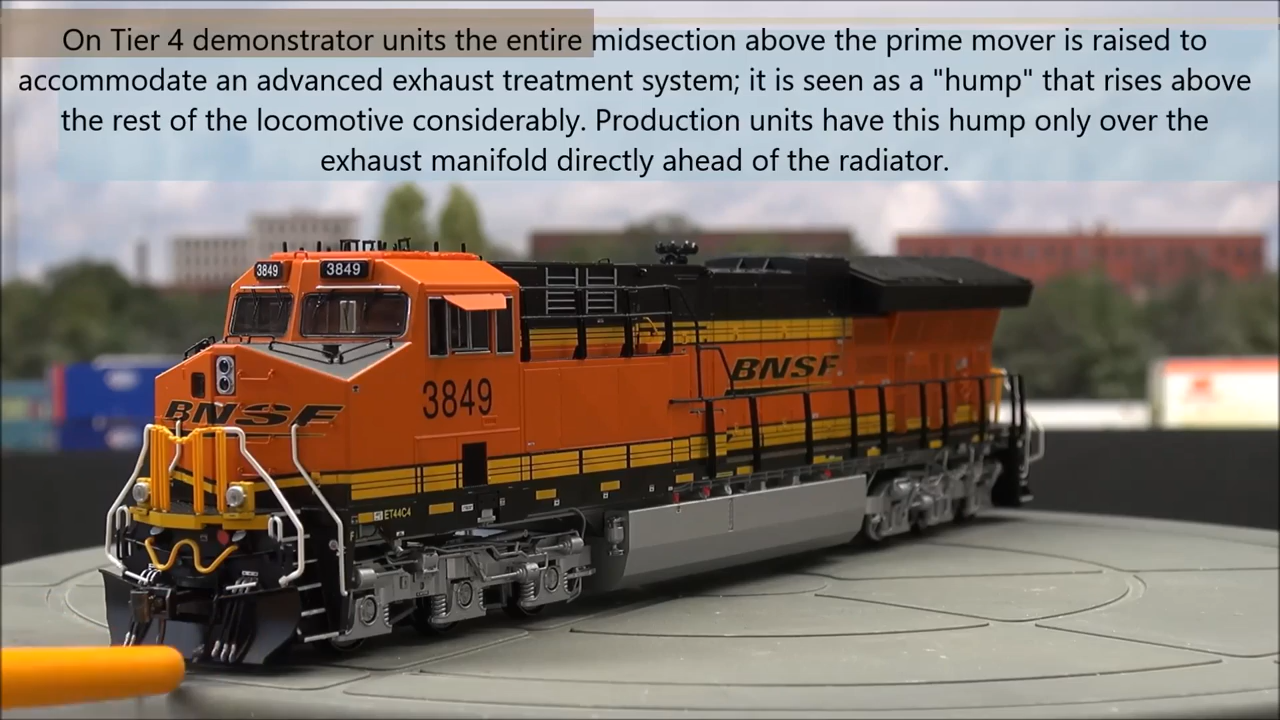 On Tier 4 demonstrator units the entire midsection above the prime mover is raised to
accommodate an advanced exhaust treatment system; it is seen as a "hump" that rises above
the rest of the locomotive considerably. Production units have this hump only over the
exhaust manifold directly ahead of the radiator.
3849
3849
BNSF
3849
BNSF
ET44C4